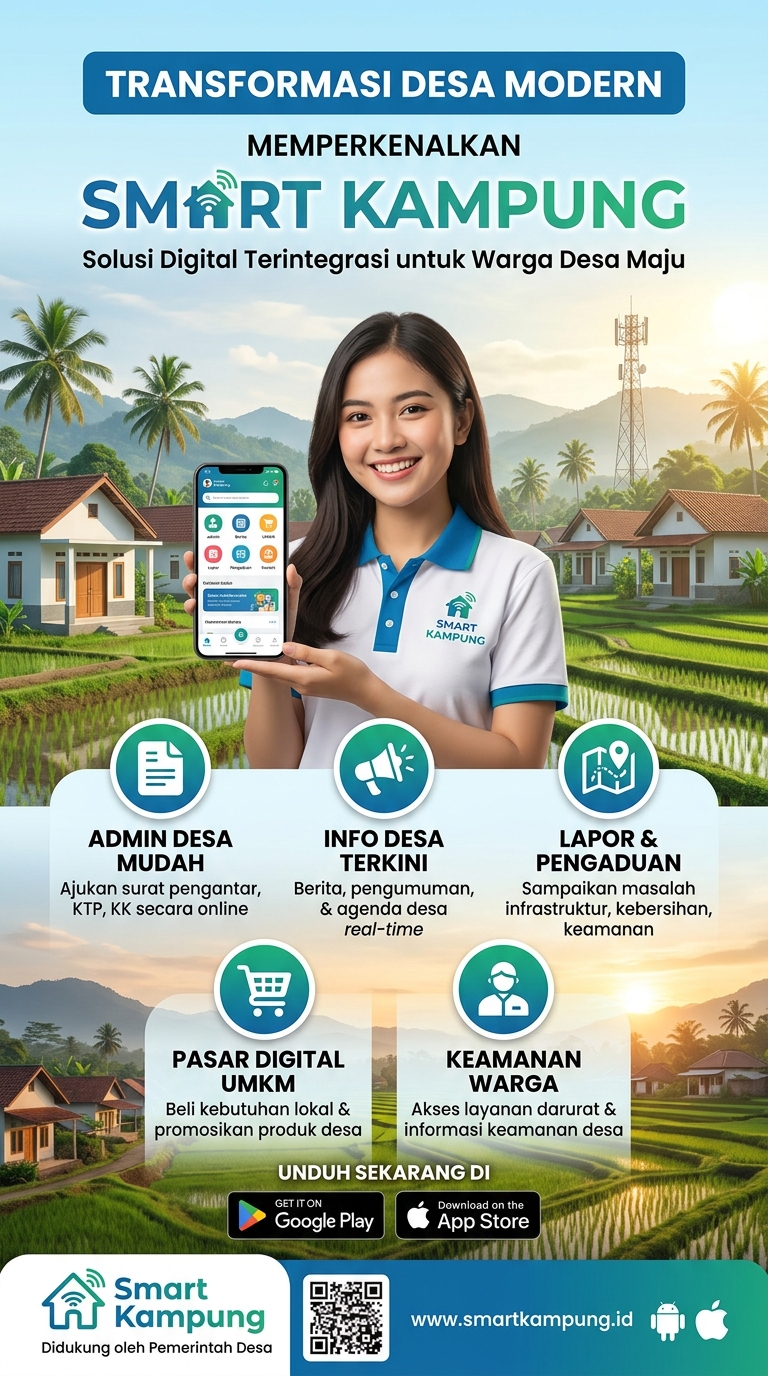 TRANSFORMASI DESA MODERN
MEMPERKENALKAN
SMART KAMPUNG
Solusi Digital Terintegrasi untuk Warga Desa Maju
SMART
KAMPUNG
ADMIN DESA
MUDAH
Ajukan surat pengantar,
KTP, KK secara online
INFO DESA
TERKINI
Berita, pengumuman,
& agenda desa
real-time
LAPOR &
PENGADUAN
Sampaikan masalah
infrastruktur, kebersihan,
keamanan
PASAR DIGITAL
UMKM
Beli kebutuhan lokal &
promosikan produk desa
KEAMANAN
WARGA
Akses layanan darurat &
informasi keamanan desa
UNDUH SEKARANG DI
GET IT ON
Google Play
Download on the
App Store
Smart
Kampung
Didukung oleh Pemerintah Desa
www.smartkampung.id